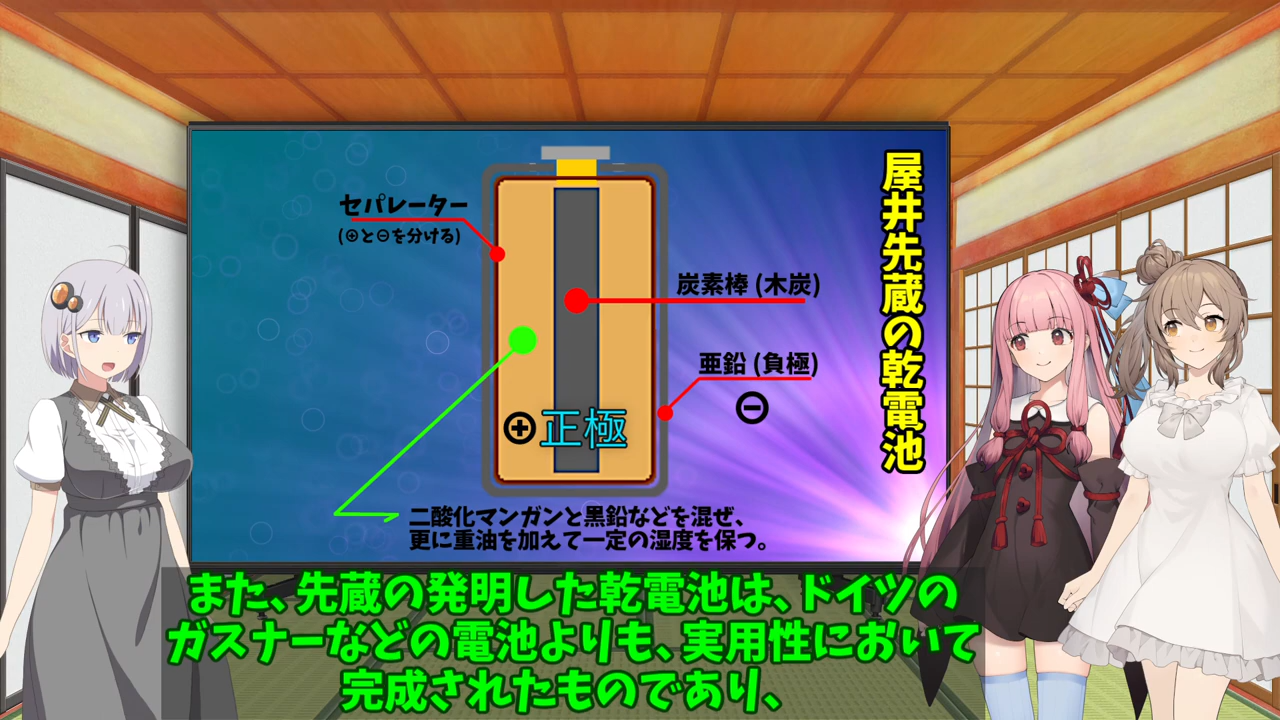 屋井先蔵の乾電池
セパレーター
(⊕と⊖を分ける)
炭素棒 (木炭)
亜鉛 (負極)
⊖
⊕正極
二酸化マンガンと黒鉛などを混ぜ、
更に重油を加えて一定の湿度を保つ。
また、先蔵の発明した乾電池は、ドイツの
ガスナーなどの電池よりも、実用性において
完成されたものであり、